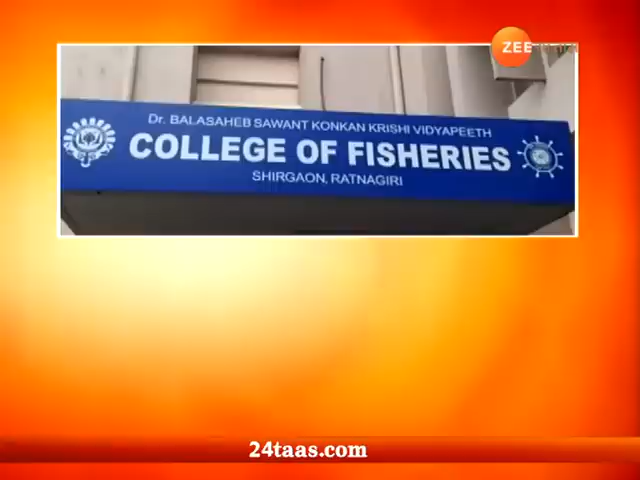 ZEE
Dr. BALASAHEB SAWANT KONKAN KRISHI VIDYAPEETH
COLLEGE OF FISHERIES
SHIRGAON, RATNAGIRI
24taas.com